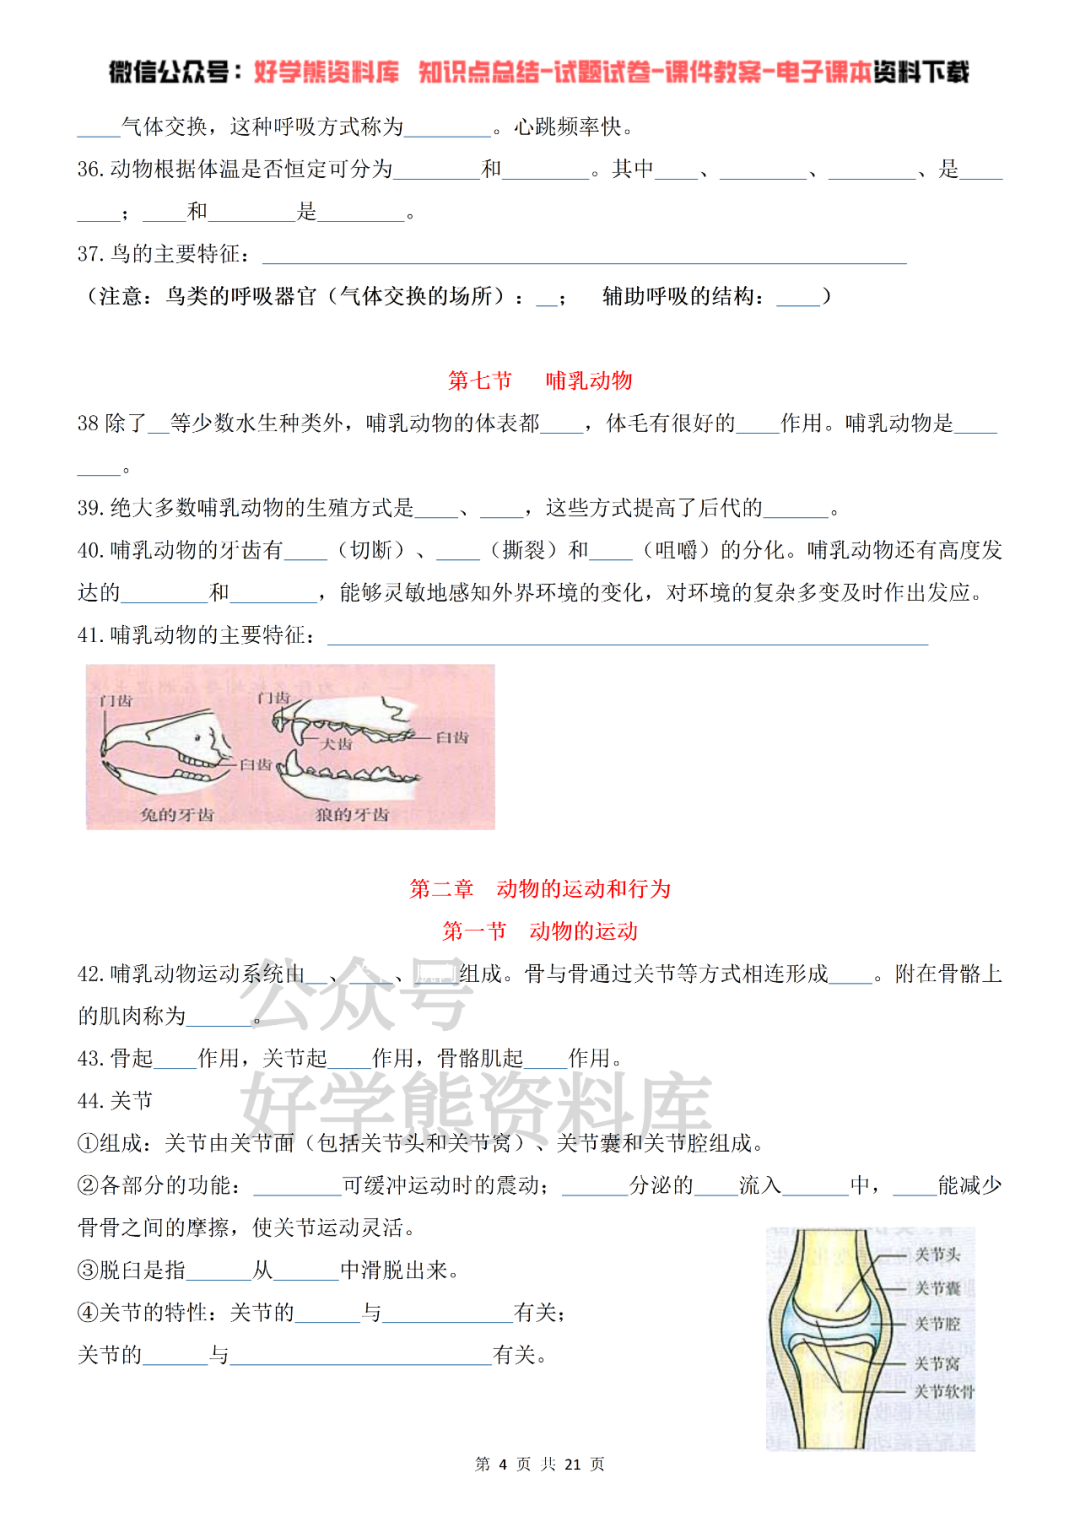 微信公众号：好学熊资料库 知识点总结-试题试卷-课件教案-电子课本资料下载
____气体交换，这种呼吸方式称为________。心跳频率快。
36.动物根据体温是否恒定可分为________和________。其中____、________、________、是____
____；____和________是________。
37.鸟的主要特征：____________________________________________________________
（注意：鸟类的呼吸器官（气体交换的场所）：__； 辅助呼吸的结构：____）
第七节 哺乳动物
38 除了__等少数水生种类外，哺乳动物的体表都____，体毛有很好的____作用。哺乳动物是____
____。
39.绝大多数哺乳动物的生殖方式是____、____，这些方式提高了后代的______。
40.哺乳动物的牙齿有____（切断）、____（撕裂）和____（咀嚼）的分化。哺乳动物还有高度发
达的________和________，能够灵敏地感知外界环境的变化，对环境的复杂多变及时作出发应。
41.哺乳动物的主要特征：________________________________________________________
门齿
臼齿
兔的牙齿
门齿
犬齿
臼齿
狼的牙齿
第二章 动物的运动和行为
第一节 动物的运动
42.哺乳动物运动系统由__、____、____组成。骨与骨通过关节等方式相连形成____。附在骨骼上
的肌肉称为______。
公众号
43.骨起____作用，关节起____作用，骨骼肌起____作用。
好学熊资料库
44.关节
①组成：关节由关节面（包括关节头和关节窝）、关节囊和关节腔组成。
②各部分的功能：________可缓冲运动时的震动；______分泌的____流入______中，____能减少
骨骨之间的摩擦，使关节运动灵活。
③脱臼是指______从______中滑脱出来。
④关节的特性：关节的______与____________有关；
关节的______与________________________有关。
关节头
关节囊
关节腔
关节窝
关节软骨
第 4 页 共 21 页